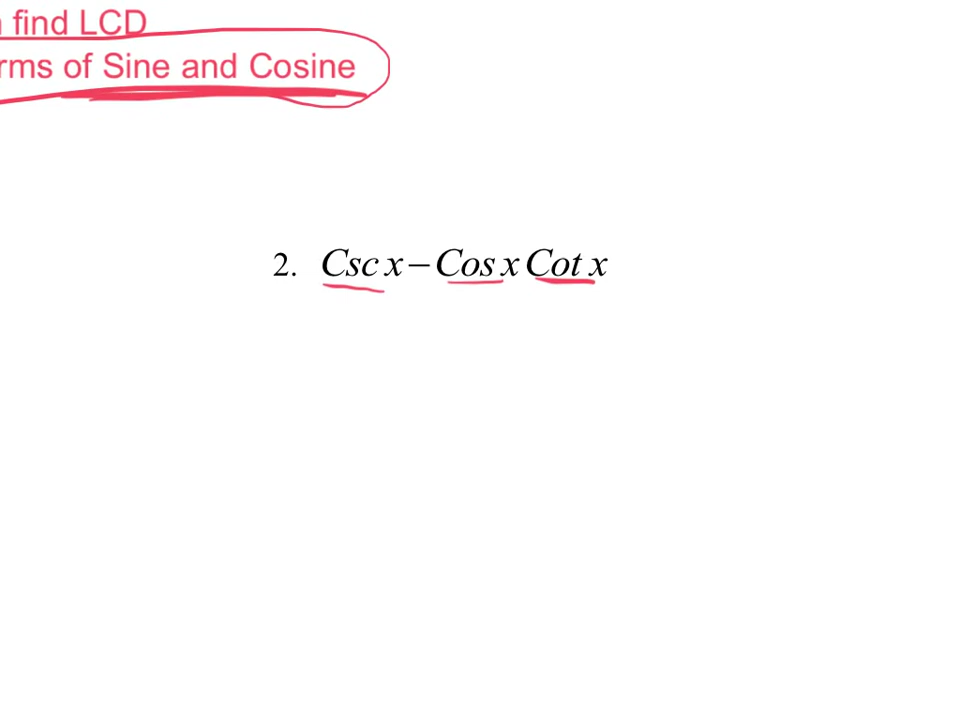 find LCD
rms of Sine and Cosine
2. Csc x – Cos x Cot x